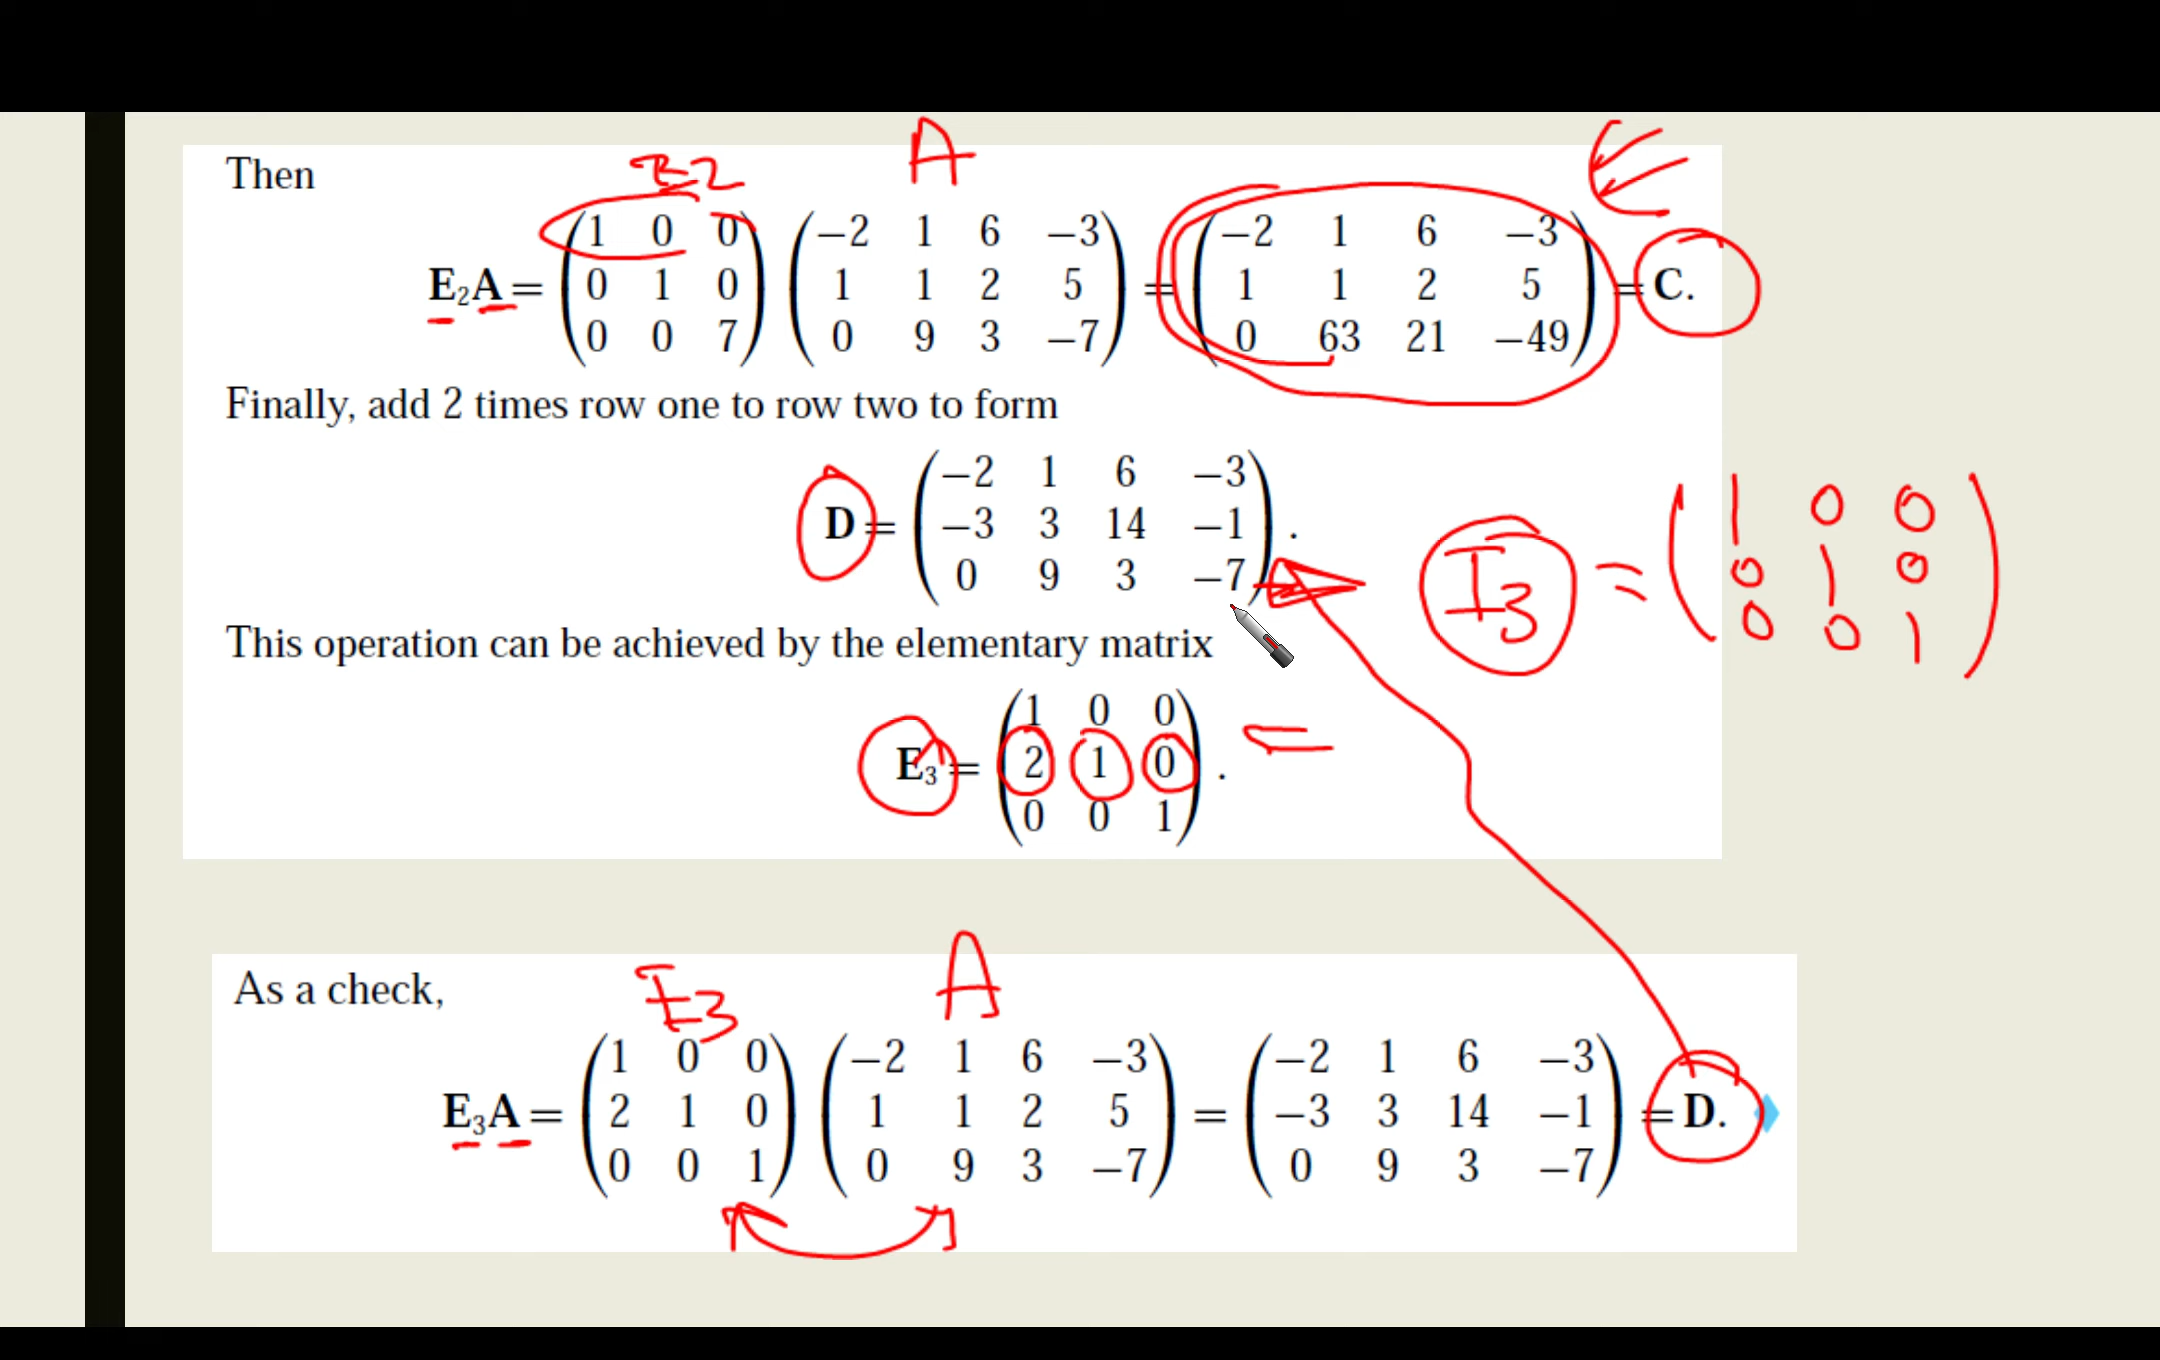 Then
E2 A
E₂A = (1 0 0) (−2 1 6 −3) = (−2 1 6 −3) = C.
(0 1 0) (1 1 2 5) (1 1 2 5)
(0 0 7) (0 9 3 −7) (0 63 21 −49)
Finally, add 2 times row one to row two to form
D = (−2 1 6 −3) .
(−3 3 14 −1)
(0 9 3 −7)
I3 = (1 0 0)
(0 1 0)
(0 0 1)
This operation can be achieved by the elementary matrix
E₃ = (1 0 0) . =
(2 1 0)
(0 0 1)
As a check,
E3 A
E₃A = (1 0 0) (−2 1 6 −3) = (−2 1 6 −3) = D.
(2 1 0) (1 1 2 5) (−3 3 14 −1)
(0 0 1) (0 9 3 −7) (0 9 3 −7)